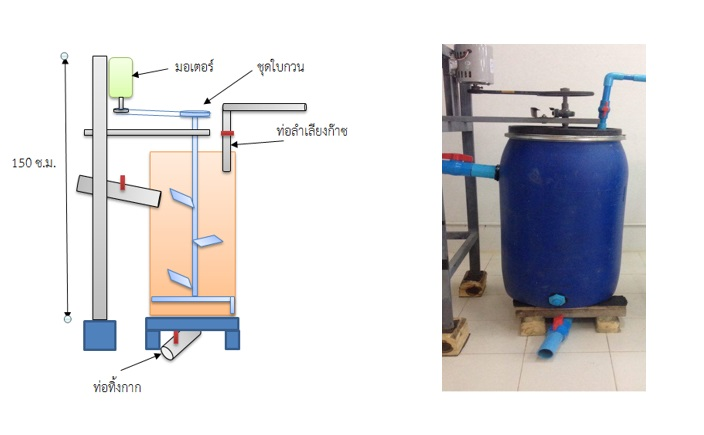 มอเตอร์
ชุดใบกวน
ท่อลำเลียงก๊าซ
150 ซ.ม.
ท่อทิ้งกาก